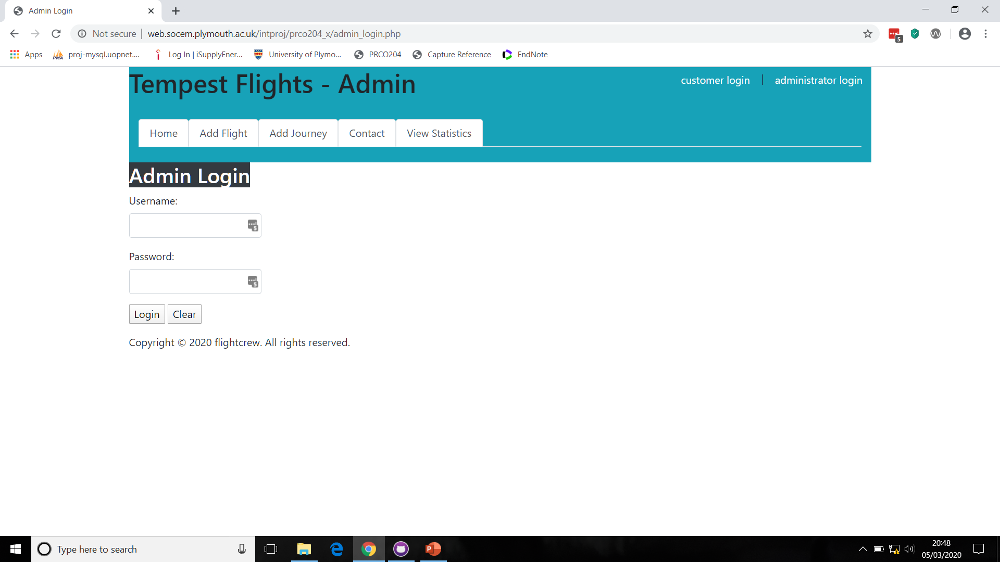 Admin Login
Not secure | web.socem.plymouth.ac.uk/intproj/prco204_x/admin_login.php
5
Apps
proj-mysql.uopnet....
Log In | iSupplyEner...
University of Plymo...
PRCO204
Capture Reference
EndNote
Tempest Flights - Admin
customer login | administrator login
Home
Add Flight
Add Journey
Contact
View Statistics
Admin Login
Username:
5
Password:
5
Login
Clear
Copyright © 2020 flightcrew. All rights reserved.
Type here to search
20:48
05/03/2020